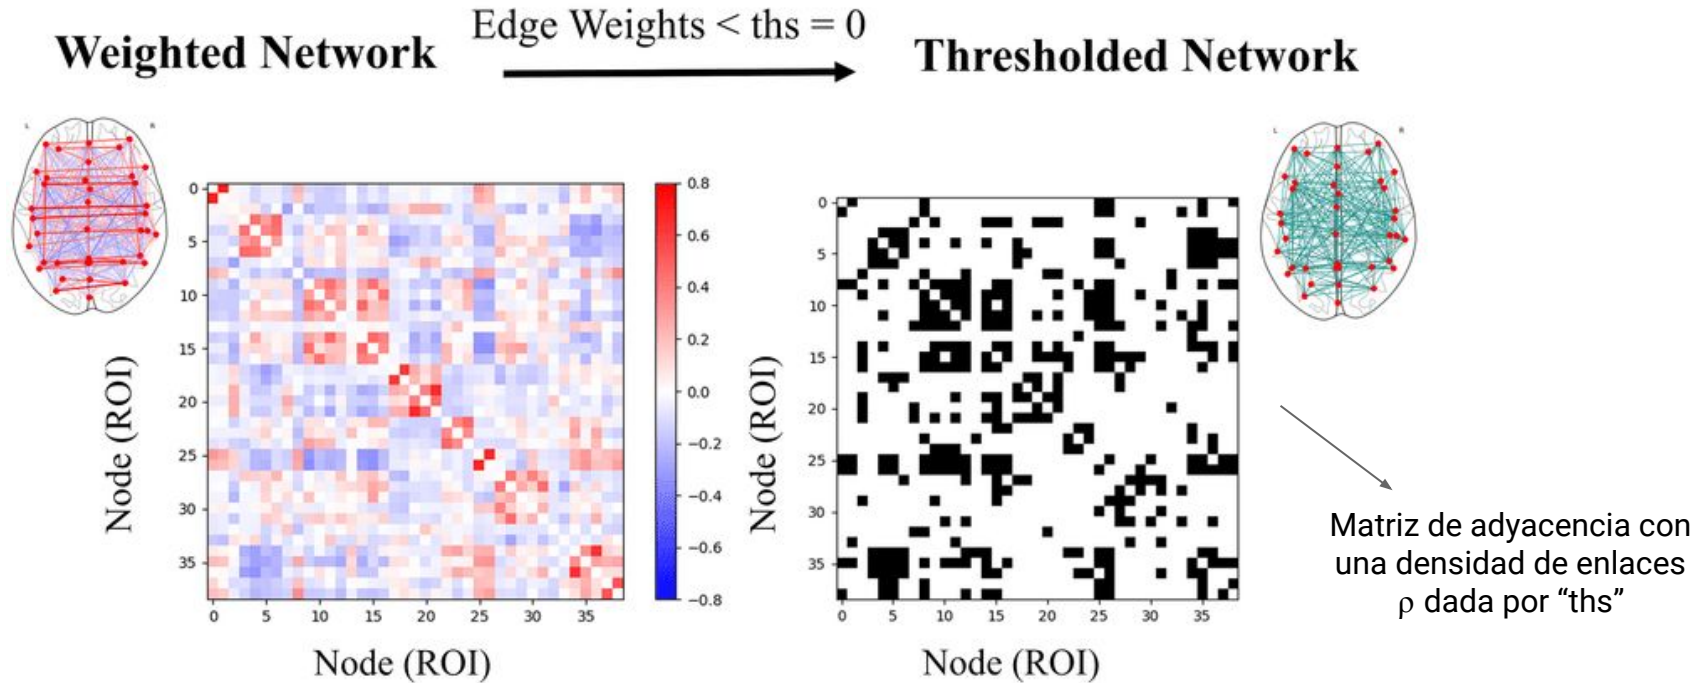 Edge Weights < ths = 0
Weighted Network
Thresholded Network
L R
L R
0
5
10
15
20
25
30
35
0 5 10 15 20 25 30 35
Node (ROI)
Node (ROI)
0.8
0.6
0.4
0.2
0.0
−0.2
−0.4
−0.6
−0.8
0
5
10
15
20
25
30
35
0 5 10 15 20 25 30 35
Node (ROI)
Node (ROI)
Matriz de adyacencia con
una densidad de enlaces
ρ dada por “ths”